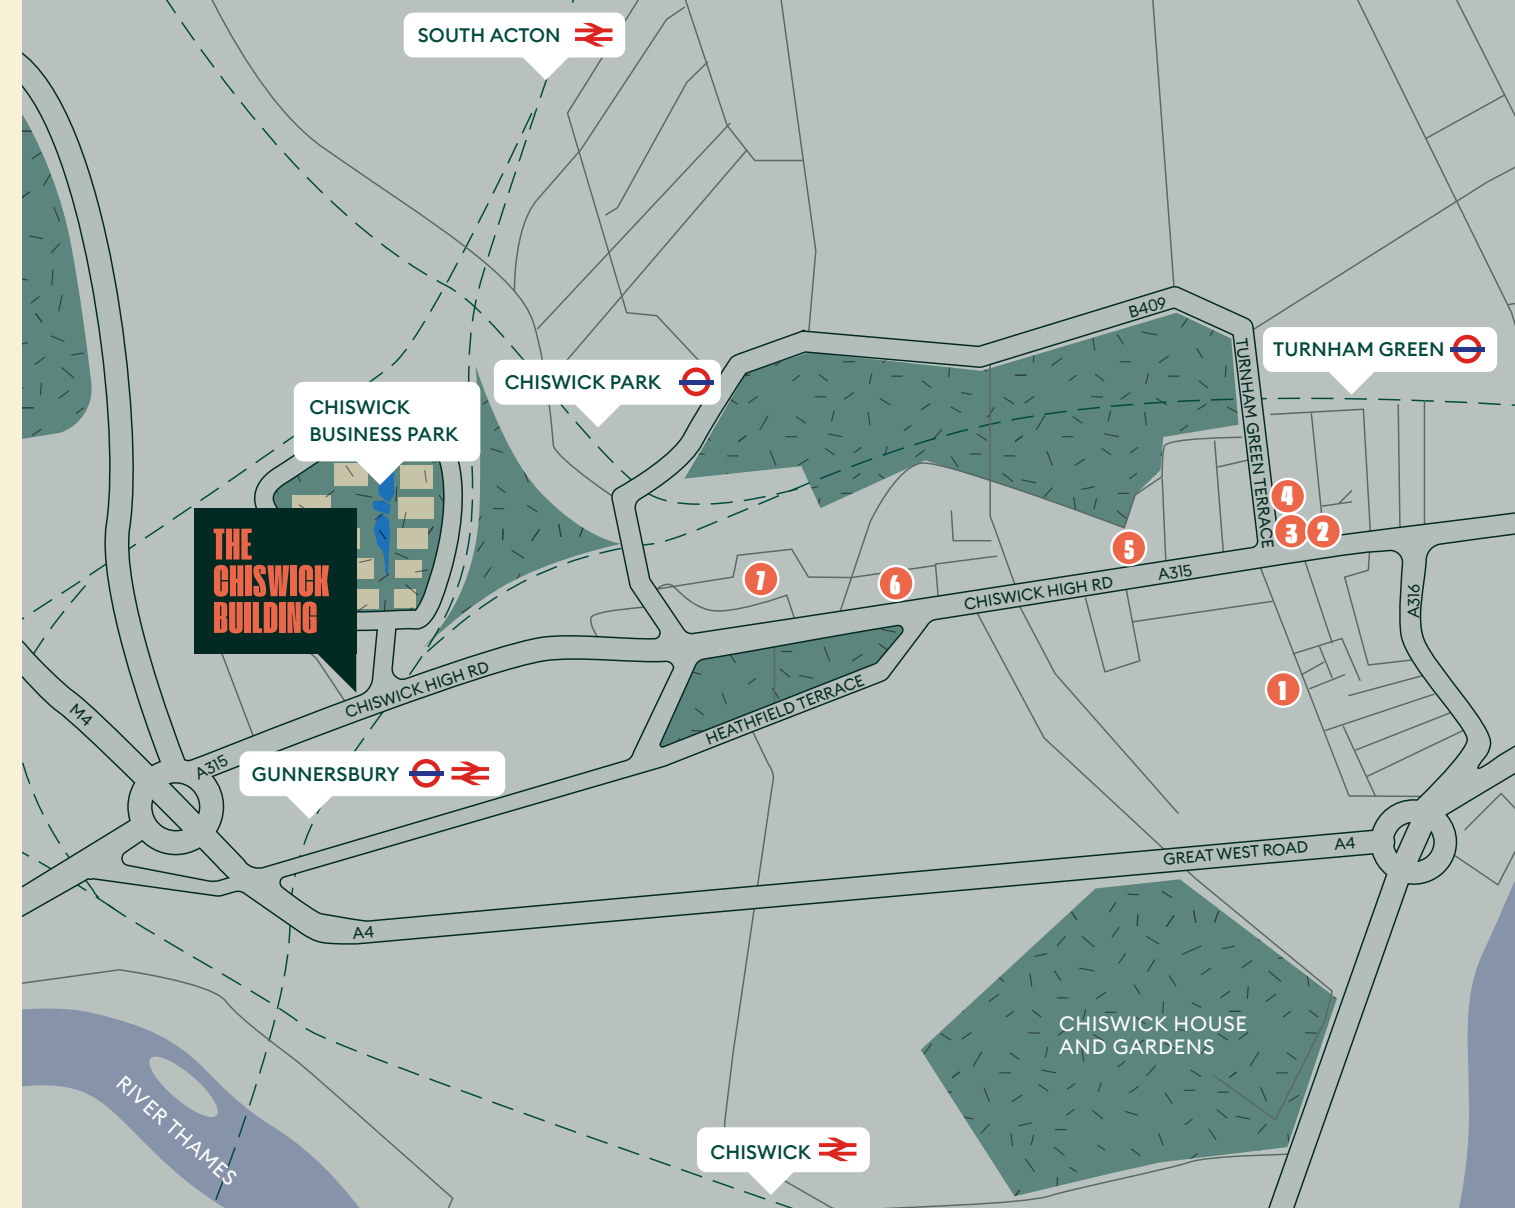 SOUTH ACTON
B409
TURNHAM GREEN
CHISWICK PARK
CHISWICK
BUSINESS PARK
TURNHAM GREEN TERRACE
4
3
2
5
THE
CHISWICK
BUILDING
7
6
CHISWICK HIGH RD
A315
A316
CHISWICK HIGH RD
1
HEATHFIELD TERRACE
M4
A315
GUNNERSBURY
GREAT WEST ROAD
A4
A4
CHISWICK HOUSE
AND GARDENS
RIVER THAMES
CHISWICK